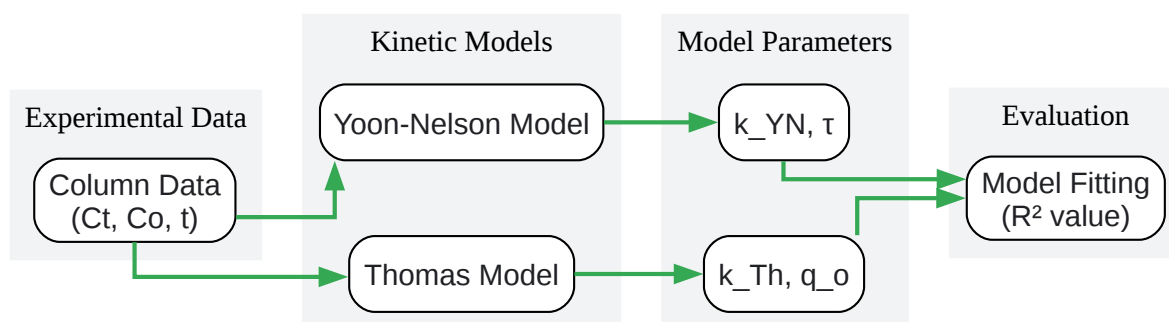 Experimental Data
Column Data
(Ct, Co, t)
Kinetic Models
Yoon-Nelson Model
Thomas Model
Model Parameters
k_YN, τ
k_Th, q_o
Evaluation
Model Fitting
(R² value)